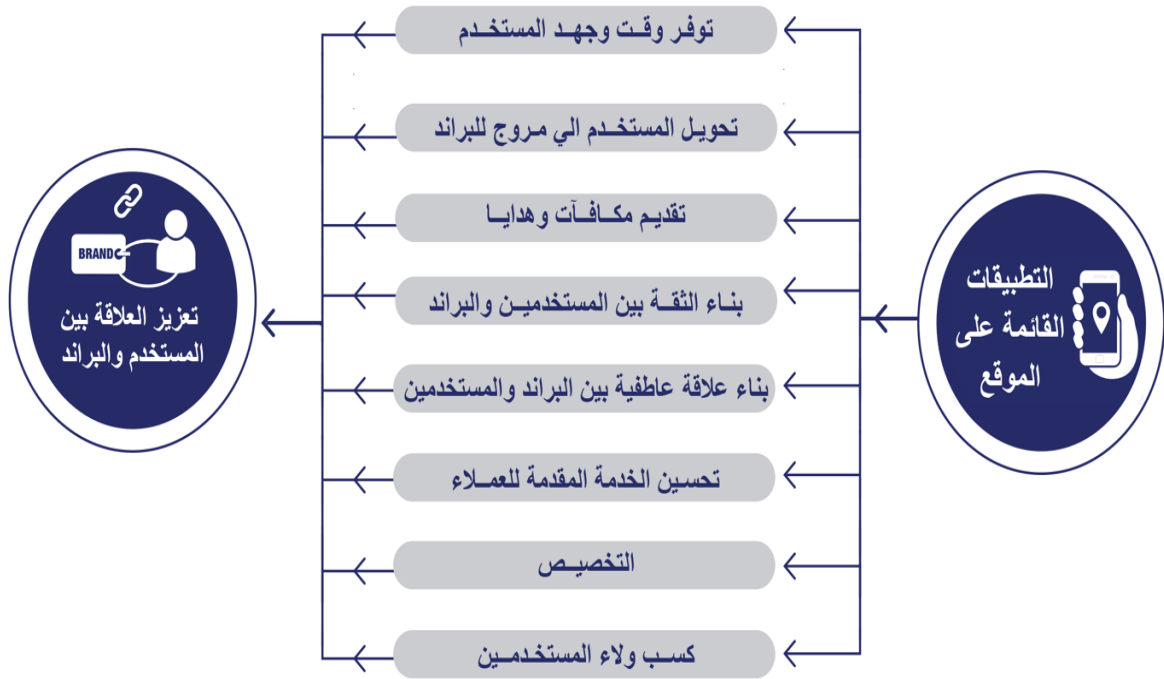 التطبيقات
القائمة على
الموقع
توفر وقت وجهد المستخدم
تحويل المستخدم الي مروج للبراند
تقديم مكافآت وهدايا
بناء الثقة بين المستخدمين والبراند
بناء علاقة عاطفية بين البراند والمستخدمين
تحسين الخدمة المقدمة للعملاء
التخصيص
كسب ولاء المستخدمين
BRAND
تعزيز العلاقة بين
المستخدم والبراند